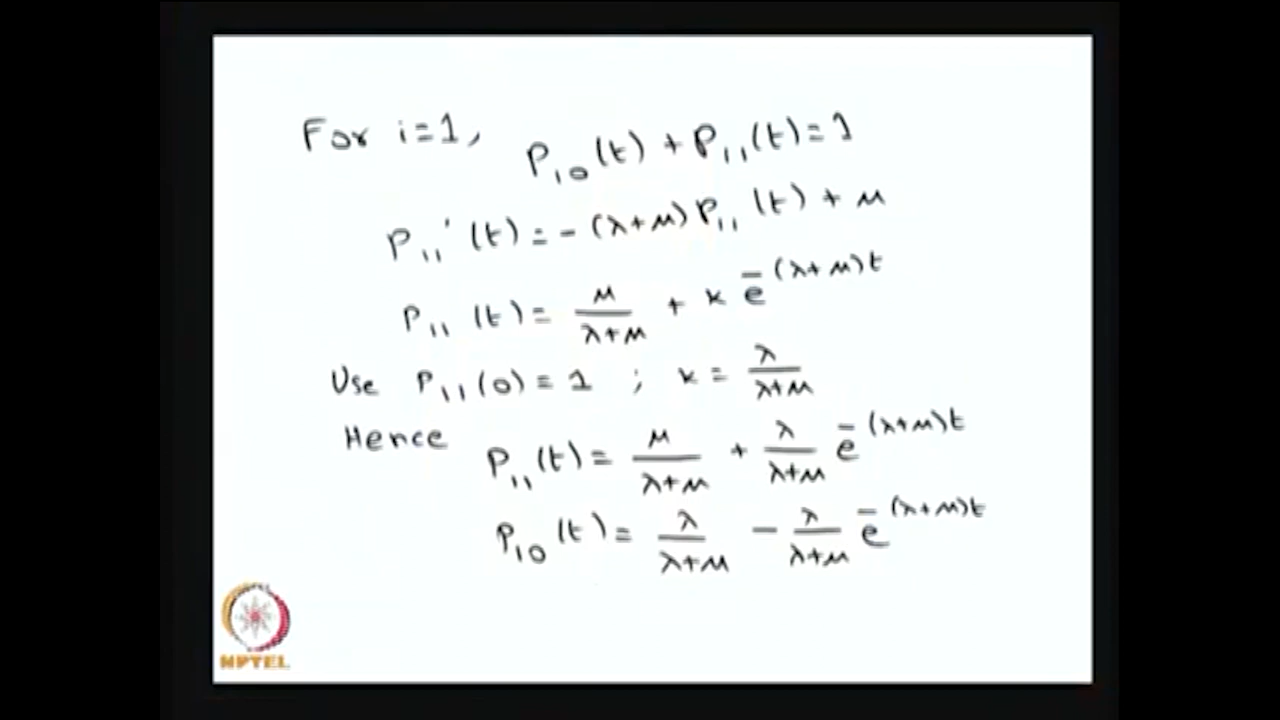 For i=1, P₁₀(t) + P₁₁(t)=1
P₁₁'(t) = -(λ+μ)P₁₁(t) + μ
P₁₁(t) = μ/(λ+μ) + k e^-(λ+μ)t
Use P₁₁(0)=1 ; k = λ/(λ+μ)
Hence P₁₁(t) = μ/(λ+μ) + λ/(λ+μ) e^-(λ+μ)t
P₁₀(t) = λ/(λ+μ) - λ/(λ+μ) e^-(λ+μ)t
NPTEL